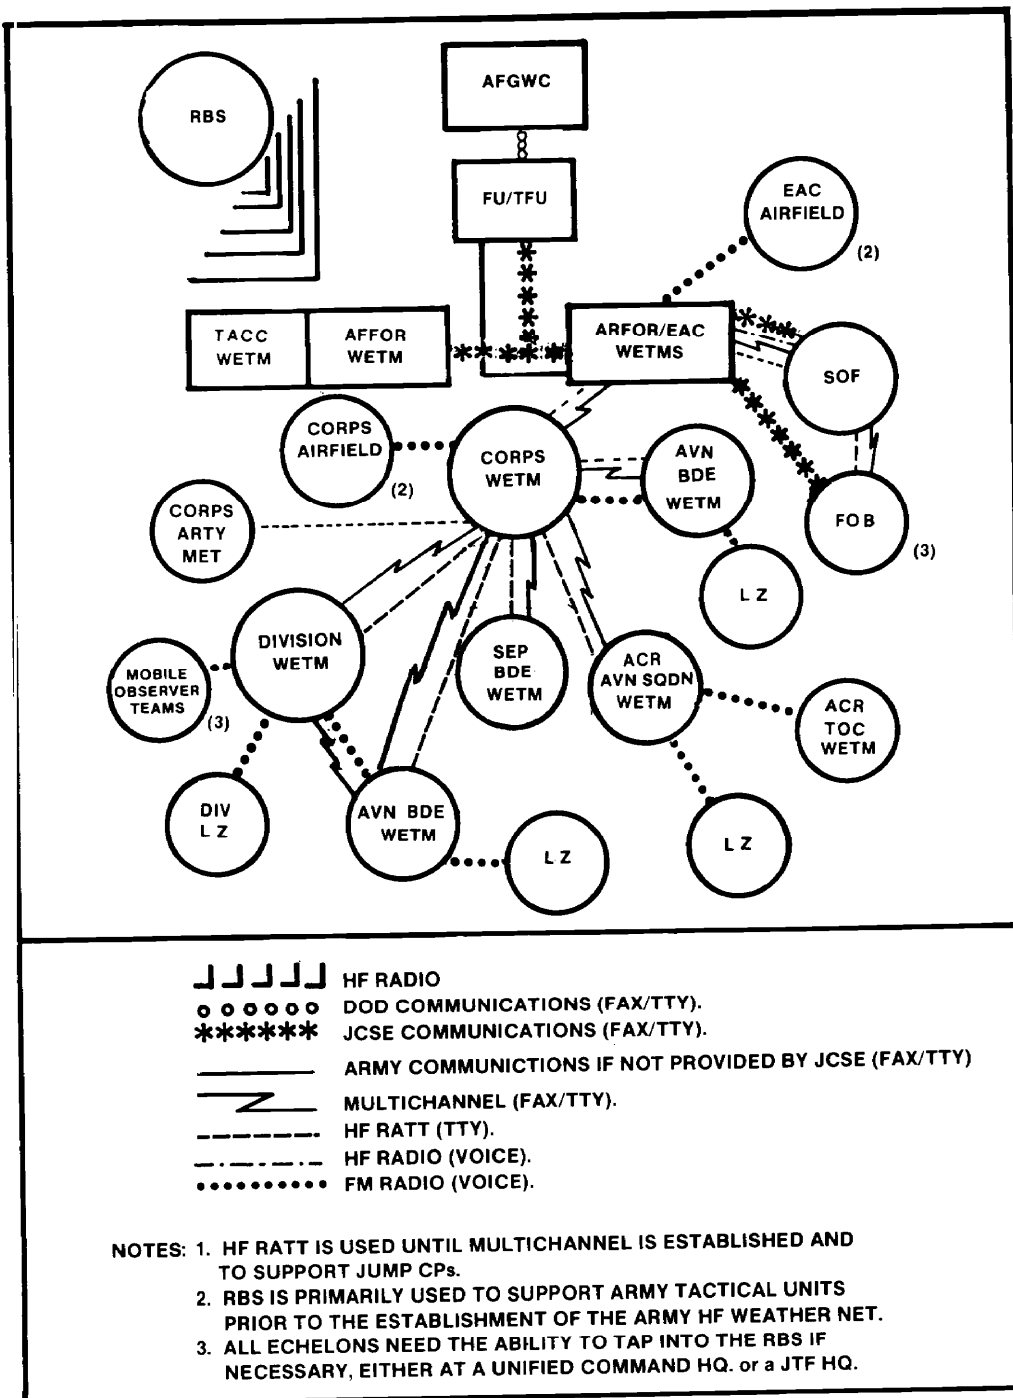 RBS
AFGWC
FU/TFU
EAC
AIRFIELD
(2)
TACC
WETM
AFFOR
WETM
ARFOR/EAC
WETMS
SOF
CORPS
AIRFIELD
(2)
CORPS
WETM
AVN
BDE
WETM
CORPS
ARTY
MET
FOB
(3)
LZ
DIVISION
WETM
SEP
BDE
WETM
ACR
AVN SQDN
WETM
MOBILE
OBSERVER
TEAMS
(3)
ACR
TOC
WETM
DIV
LZ
AVN BDE
WETM
LZ
LZ
HF RADIO
DOD COMMUNICATIONS (FAX/TTY).
JCSE COMMUNICATIONS (FAX/TTY).
ARMY COMMUNICTIONS IF NOT PROVIDED BY JCSE (FAX/TTY)
MULTICHANNEL (FAX/TTY).
HF RATT (TTY).
HF RADIO (VOICE).
FM RADIO (VOICE).
NOTES: 1. HF RATT IS USED UNTIL MULTICHANNEL IS ESTABLISHED AND
TO SUPPORT JUMP CPs.
2. RBS IS PRIMARILY USED TO SUPPORT ARMY TACTICAL UNITS
PRIOR TO THE ESTABLISHMENT OF THE ARMY HF WEATHER NET.
3. ALL ECHELONS NEED THE ABILITY TO TAP INTO THE RBS IF
NECESSARY, EITHER AT A UNIFIED COMMAND HQ. or a JTF HQ.